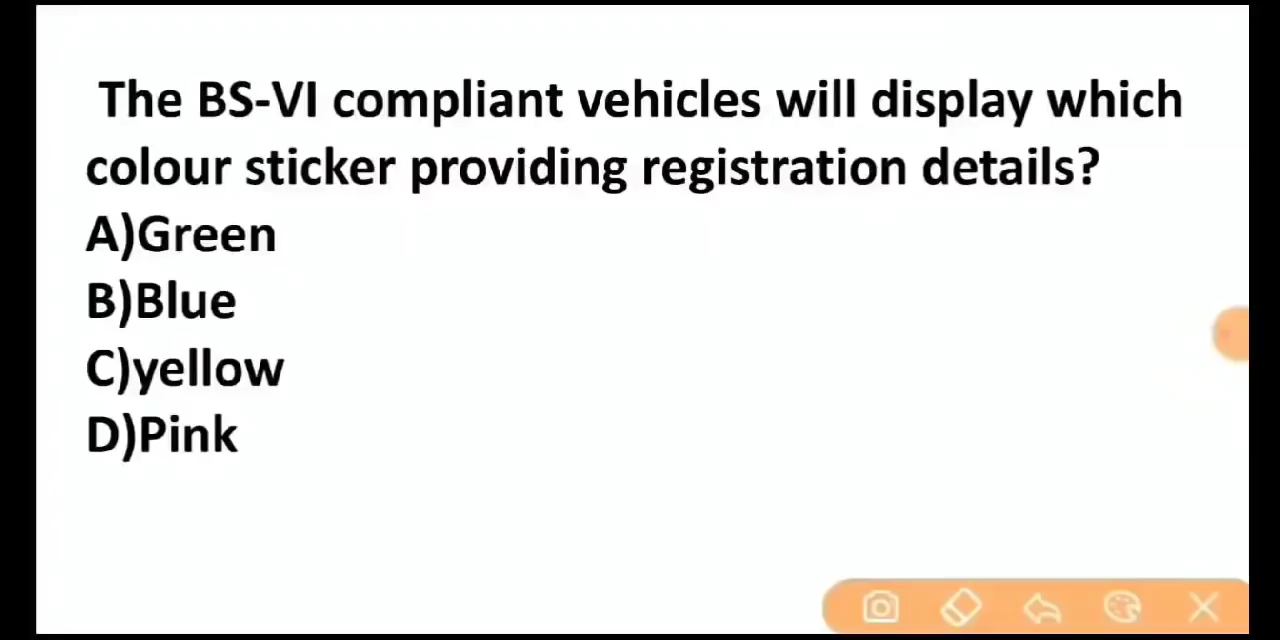 The BS-VI compliant vehicles will display which
colour sticker providing registration details?
A)Green
B)Blue
C)yellow
D)Pink